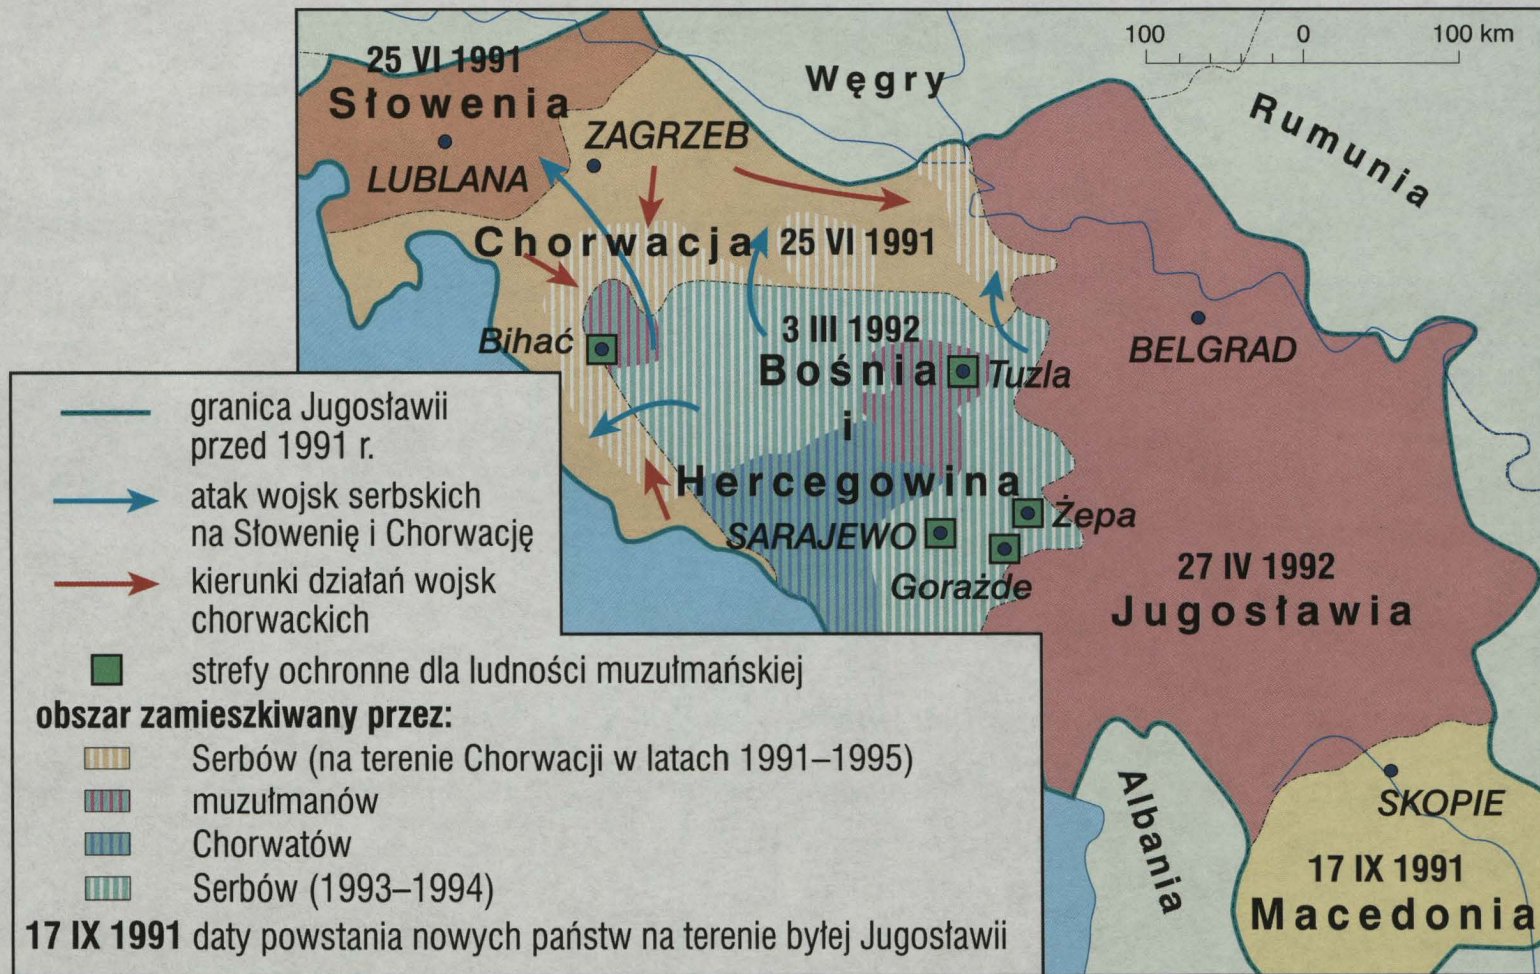 100 0 100 km
25 VI 1991
Słowenia
LUBLANA
ZAGRZEB
Węgry
Rumunia
Chorwacja 25 VI 1991
Bihać
3 III 1992
Bośnia
i
Hercegowina
Tuzla
BELGRAD
SARAJEWO
Żepa
Gorażde
27 IV 1992
Jugosławia
Albania
SKOPIE
17 IX 1991
Macedonia
granica Jugosławii
przed 1991 r.
atak wojsk serbskich
na Słowenię i Chorwację
kierunki działań wojsk
chorwackich
strefy ochronne dla ludności muzułmańskiej
obszar zamieszkiwany przez:
Serbów (na terenie Chorwacji w latach 1991–1995)
muzułmanów
Chorwatów
Serbów (1993–1994)
17 IX 1991 daty powstania nowych państw na terenie byłej Jugosławii